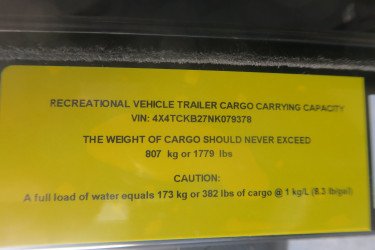 RECREATIONAL VEHICLE TRAILER CARGO CARRYING CAPACITY
VIN: 4X4TCKB27NK079378
THE WEIGHT OF CARGO SHOULD NEVER EXCEED
807 kg or 1779 lbs
CAUTION:
A full load of water equals 173 kg or 382 lbs of cargo @ 1 kg/L (8.3 lb/gal)